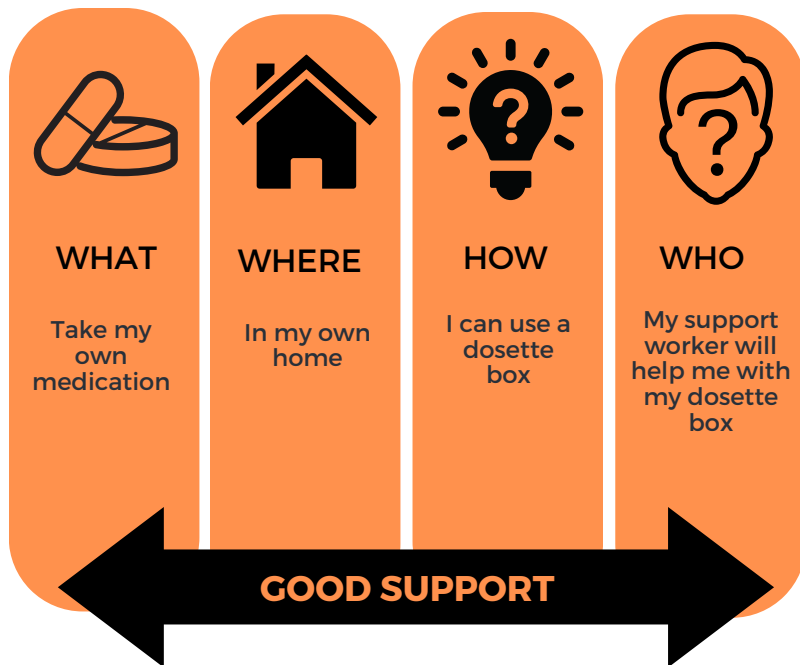 WHAT
Take my
own
medication
WHERE
In my own
home
HOW
I can use a
dosette
box
WHO
My support
worker will
help me with
my dosette
box
GOOD SUPPORT